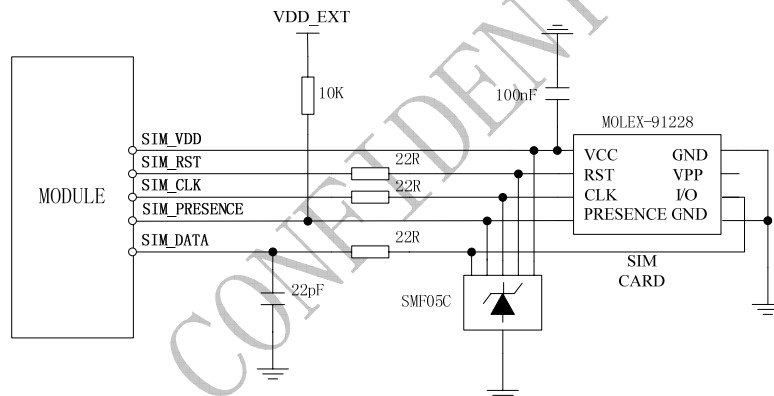 VDD_EXT
10K
100nF
MOLEX-91228
MODULE
SIM_VDD
SIM_RST
SIM_CLK
SIM_PRESENCE
SIM_DATA
22R
22R
22R
22pF
VCC GND
RST VPP
CLK I/O
PRESENCE GND
SIM
CARD
SMF05C
CONFIDENT